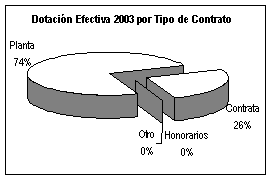 Dotación Efectiva 2003 por Tipo de Contrato
Planta
74%
Contrata
26%
Otro
0%
Honorarios
0%